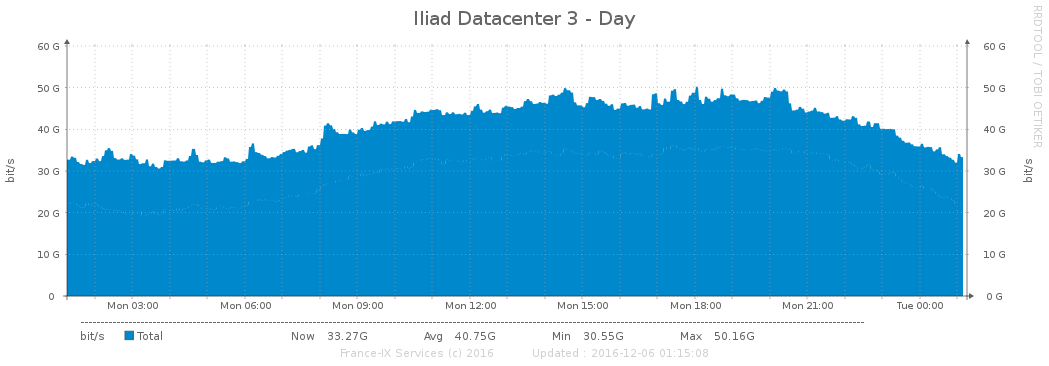 Iliad Datacenter 3 - Day
RRDTOOL / TOBI OETIKER
60 G 60 G
50 G 50 G
40 G 40 G
30 G 30 G
20 G 20 G
10 G 10 G
0 0 G
bit/s bit/s
Mon 03:00 Mon 06:00 Mon 09:00 Mon 12:00 Mon 15:00 Mon 18:00 Mon 21:00 Tue 00:00
bit/s Total Now 33.27G Avg 40.75G Min 30.55G Max 50.16G
France-IX Services (c) 2016 Updated : 2016-12-06 01:15:08